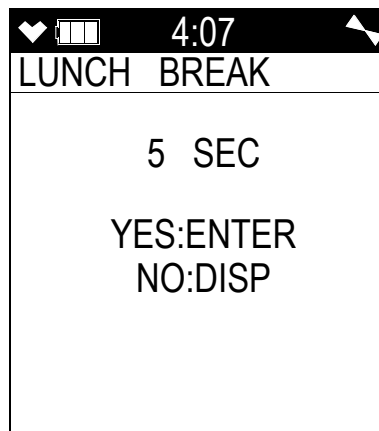 4:07
LUNCH BREAK
5 SEC
YES:ENTER
NO:DISP